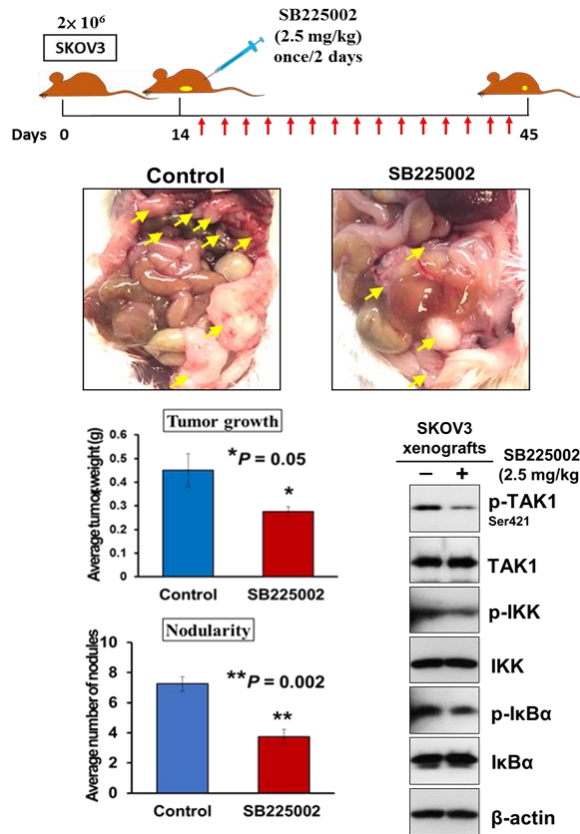 2× 10⁶
SKOV3
SB225002
(2.5 mg/kg)
once/2 days
Days 0 14 45
Control
SB225002
Tumor growth
Average tumor weight (g)
0.6
0.5
0.4
0.3
0.2
0.1
0
*P = 0.05
*
Control SB225002
Nodularity
Average number of nodules
10
8
6
4
2
0
**P = 0.002
**
Control SB225002
SKOV3
xenografts
SB225002
(2.5 mg/kg
− +
p-TAK1
Ser421
TAK1
p-IKK
IKK
p-IκBα
IκBα
β-actin